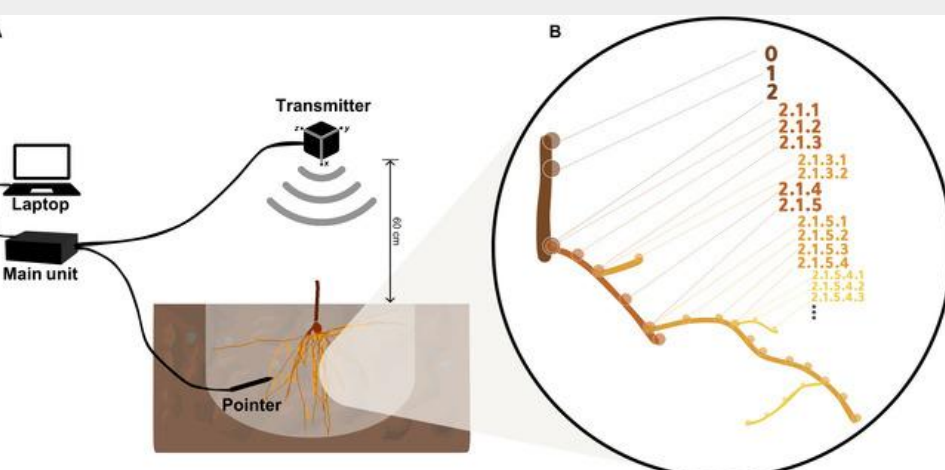 B
Transmitter
z
y
x
Laptop
60 cm
Main unit
Pointer
0
1
2
2.1.1
2.1.2
2.1.3
2.1.3.1
2.1.3.2
2.1.4
2.1.5
2.1.5.1
2.1.5.2
2.1.5.3
2.1.5.4
2.1.5.4.1
2.1.5.4.2
2.1.5.4.3